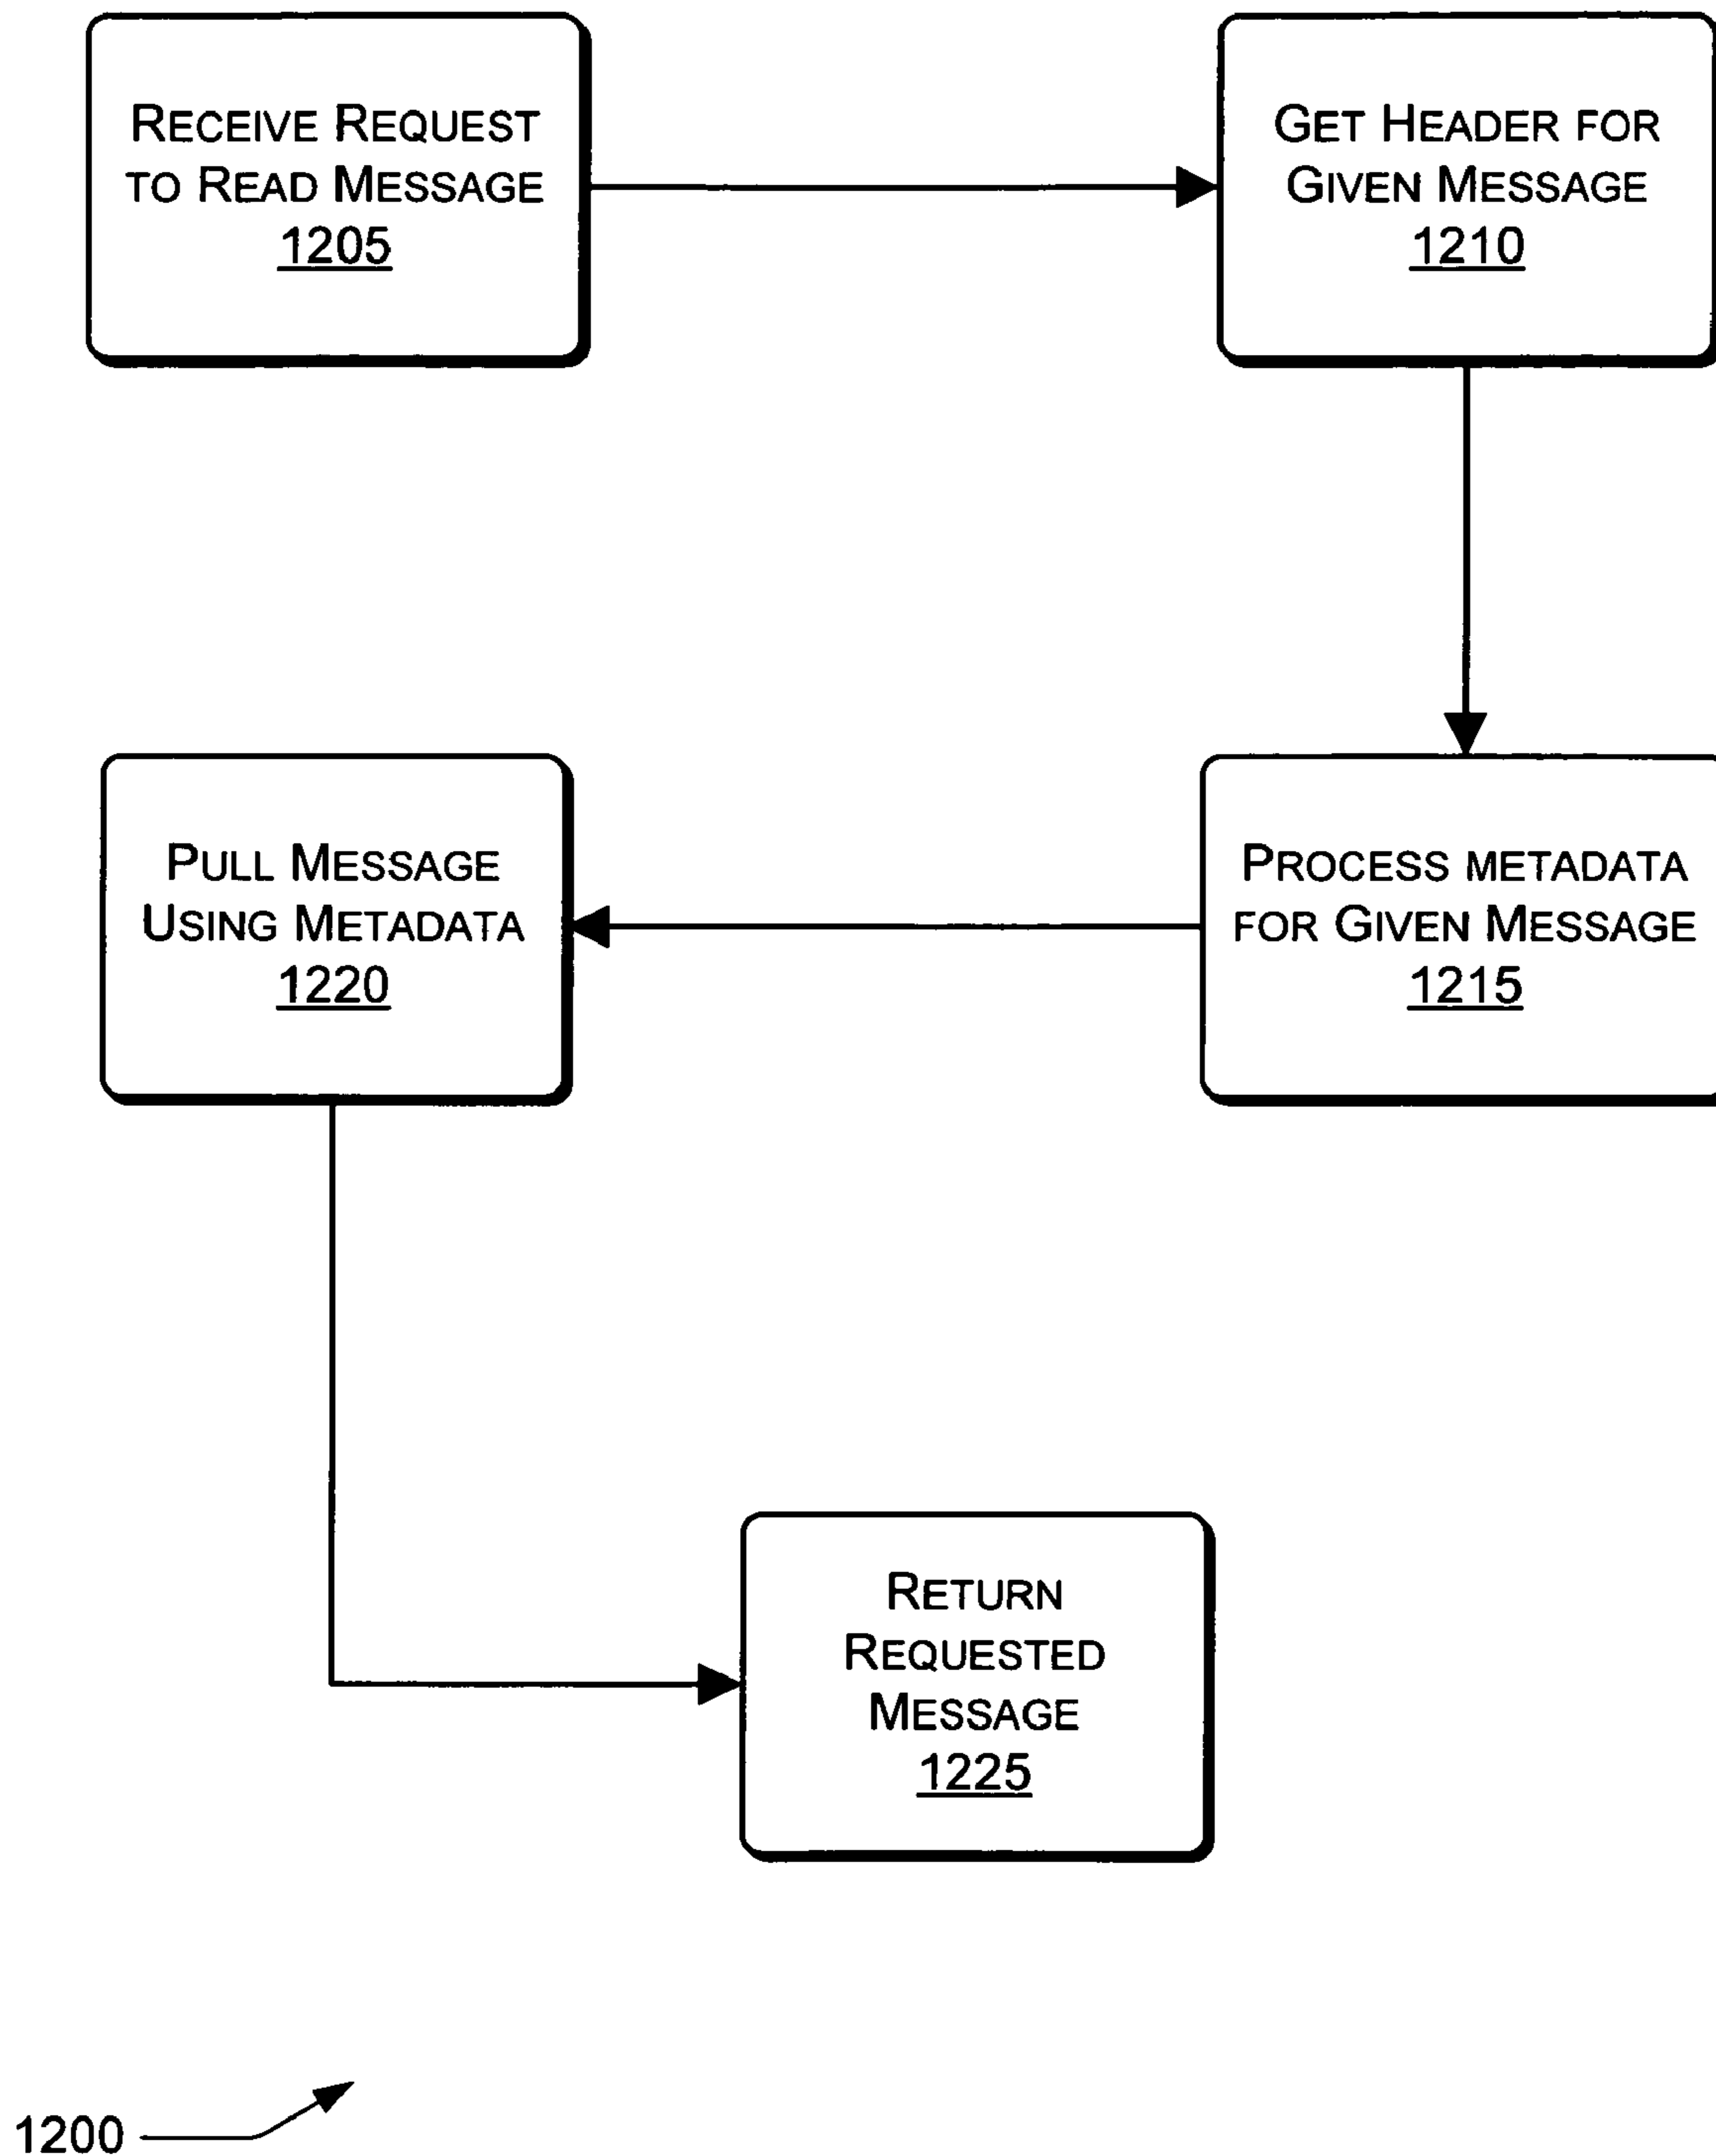 RECEIVE REQUEST
TO READ MESSAGE
1205
GET HEADER FOR
GIVEN MESSAGE
1210
PROCESS METADATA
FOR GIVEN MESSAGE
1215
PULL MESSAGE
USING METADATA
1220
RETURN
REQUESTED
MESSAGE
1225
1200